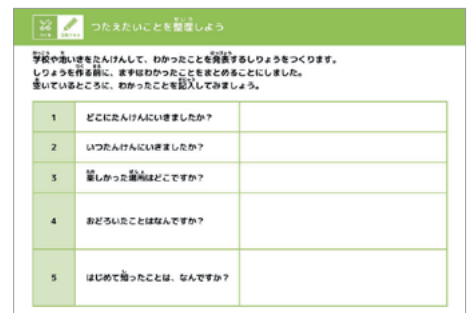 つたえたいことを整理しよう
学校や地いきをたんけんして、わかったことを発表するしりょうをつくります。
しりょうを作る前に、まずはわかったことをまとめることにしました。
空いているところに、わかったことを記入してみましょう。
1 どこにたんけんにいきましたか？
2 いつたんけんにいきましたか？
3 楽しかった場所はどこですか？
4 おどろいたことはなんですか？
5 はじめて知ったことは、なんですか？